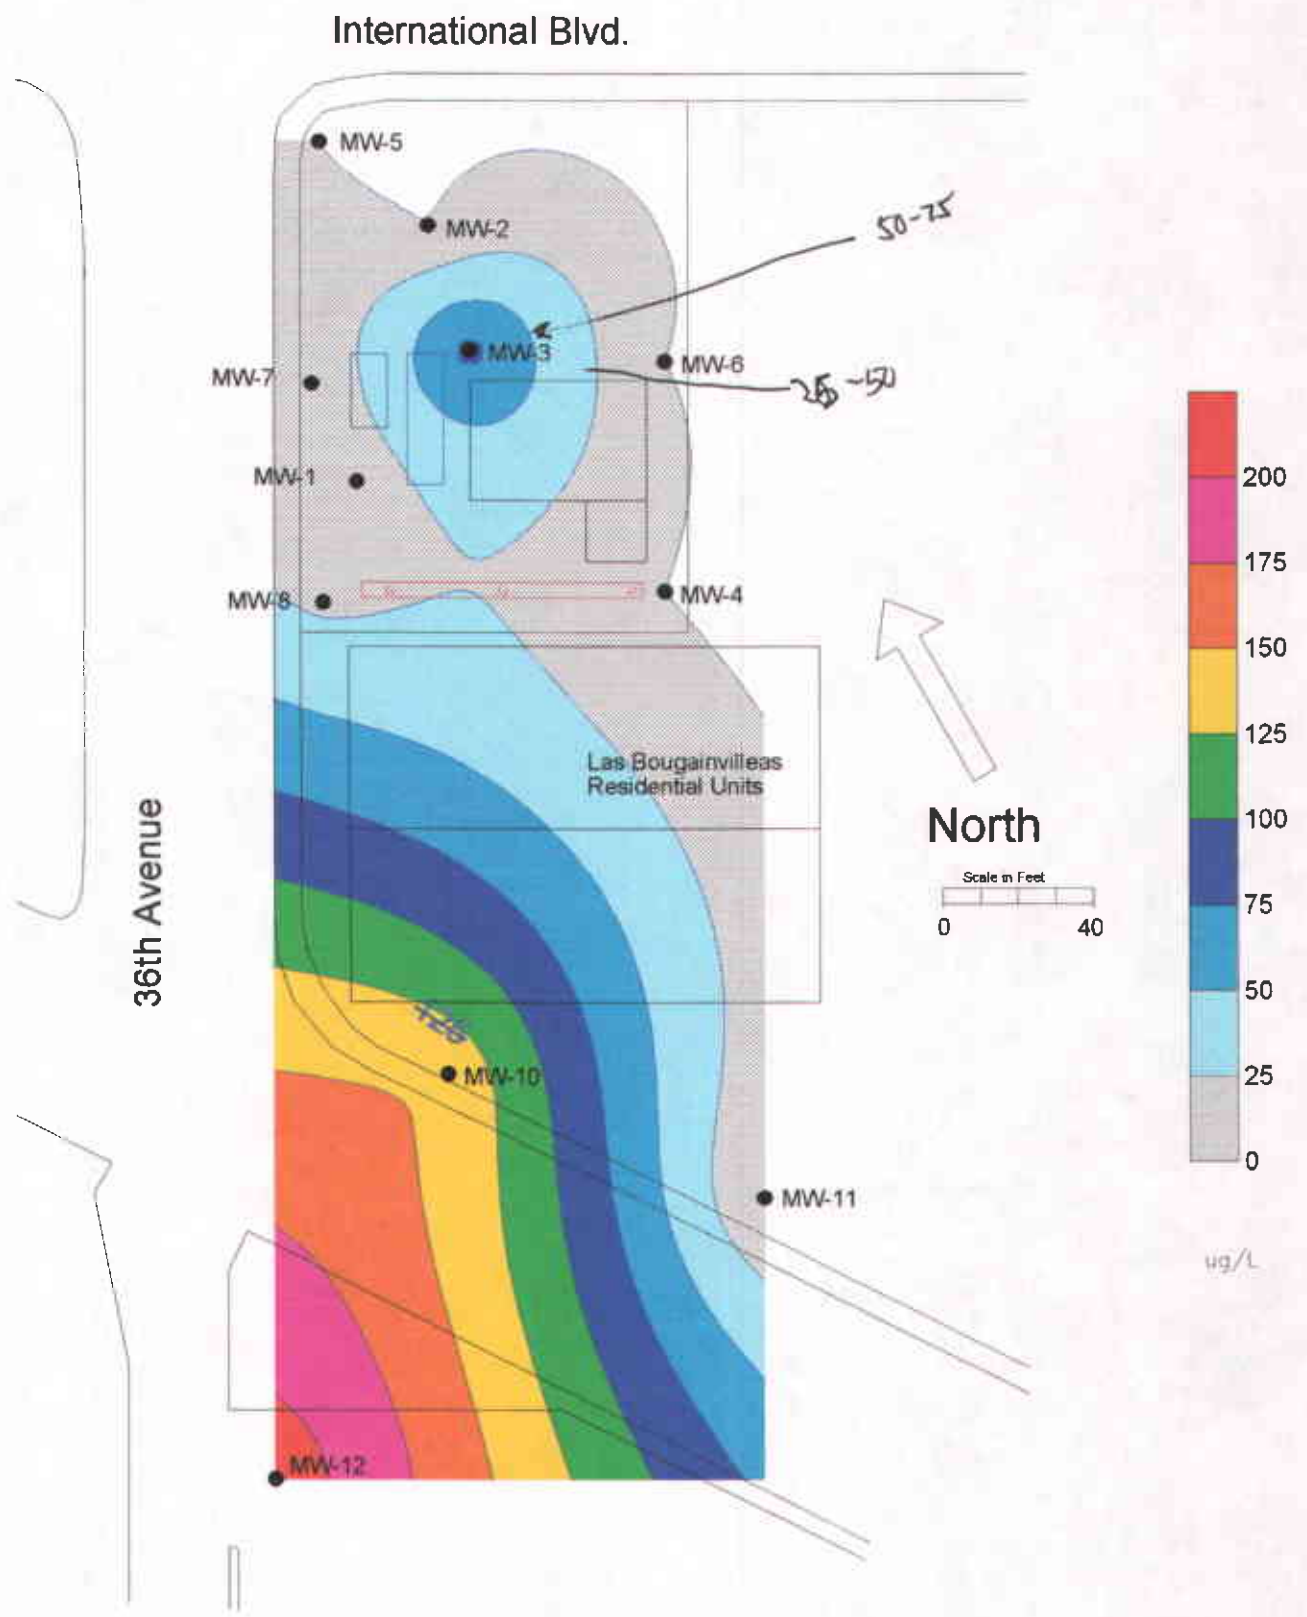 International Blvd.
MW-5
MW-2
50-75
MW-3
MW-6
MW-7
25-50
MW-1
200
175
MW-8
MW-4
150
Las Bougainvilleas
Residential Units
125
36th Avenue
North
100
Scale in Feet
0 40
75
50
MW-10
25
0
MW-11
ug/L
MW-12